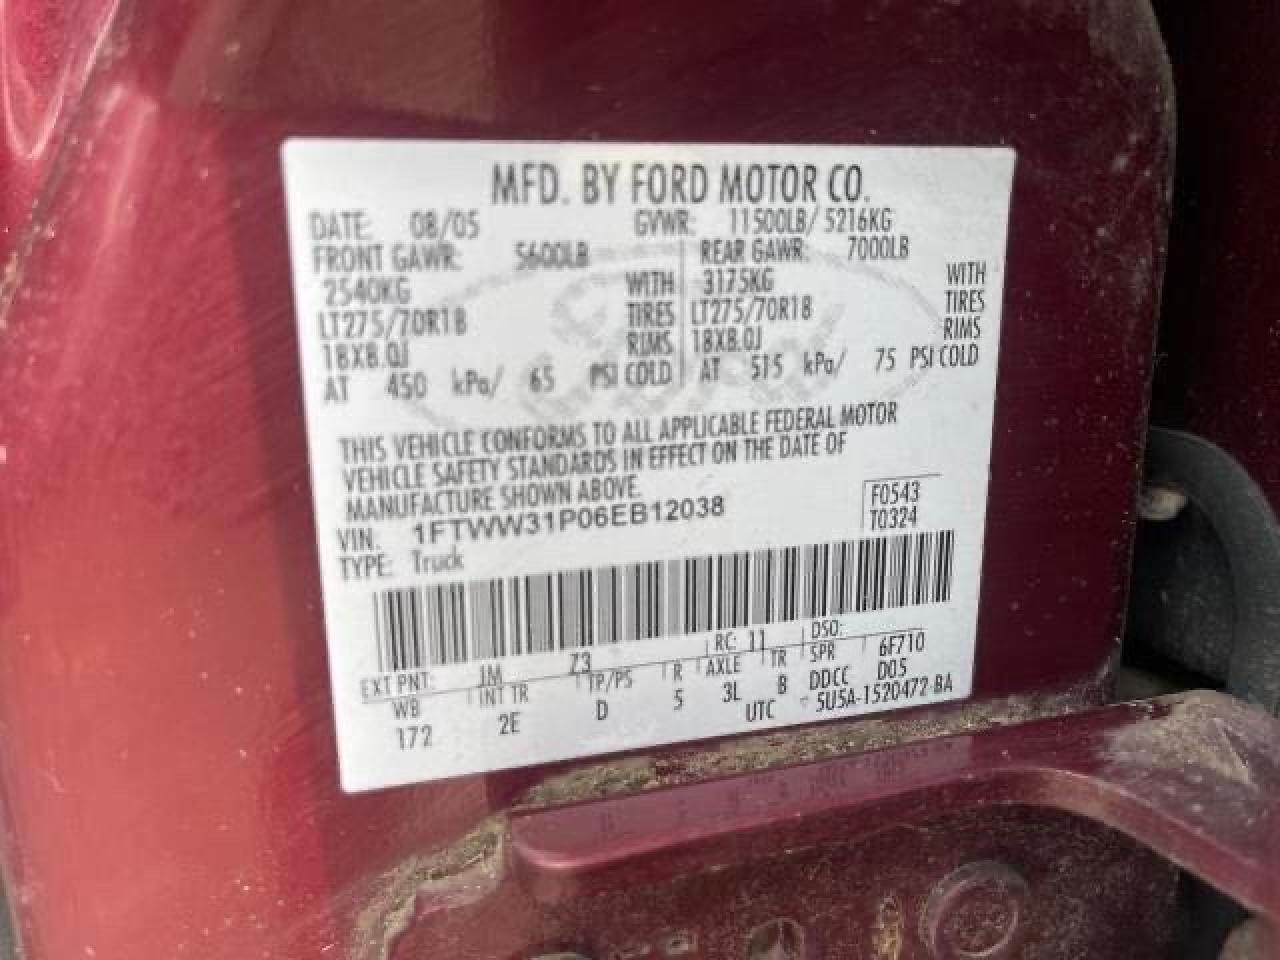 MFD. BY FORD MOTOR CO.
DATE: 08/05 GVWR: 11500LB/ 5216KG
FRONT GAWR: 5600LB REAR GAWR: 7000LB
2540KG WITH 3175KG WITH
LT275/70R18 TIRES LT275/70R18 TIRES
18X8.0J RIMS 18X8.0J RIMS
AT 450 kPa/ 65 PSI COLD AT 515 kPa/ 75 PSI COLD
THIS VEHICLE CONFORMS TO ALL APPLICABLE FEDERAL MOTOR
VEHICLE SAFETY STANDARDS IN EFFECT ON THE DATE OF
MANUFACTURE SHOWN ABOVE.
VIN: 1FTWW31P06EB12038 F0543
TYPE: Truck T0324
EXT PNT: JM Z3 RC: 11 DSO:
WB INT TR TP/PS R AXLE TR SPR 6F710
172 2E D 5 3L B DDCC D05
UTC 5U5A-1520472-BA